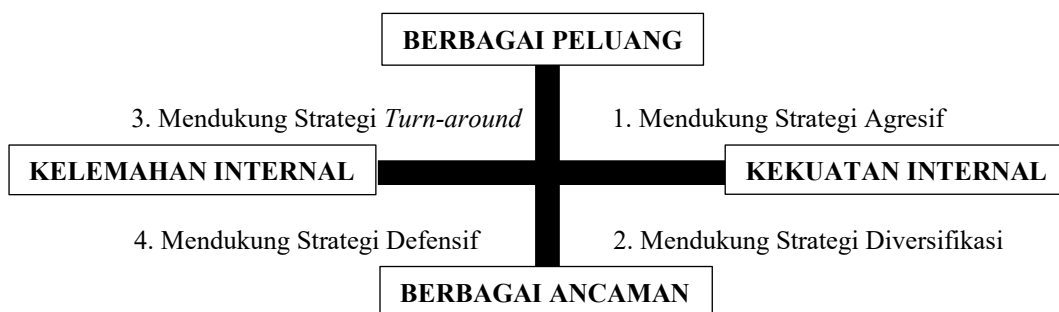 BERBAGAI PELUANG
3. Mendukung Strategi Turn-around
1. Mendukung Strategi Agresif
KELEMAHAN INTERNAL
KEKUATAN INTERNAL
4. Mendukung Strategi Defensif
2. Mendukung Strategi Diversifikasi
BERBAGAI ANCAMAN